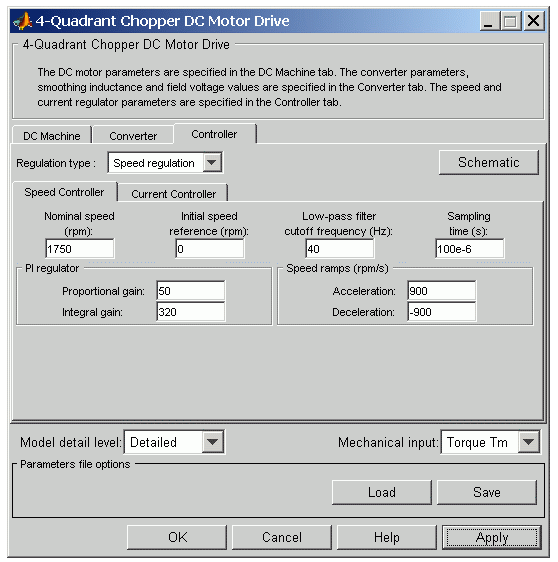 4-Quadrant Chopper DC Motor Drive
4-Quadrant Chopper DC Motor Drive
The DC motor parameters are specified in the DC Machine tab. The converter parameters,
smoothing inductance and field voltage values are specified in the Converter tab. The speed and
current regulator parameters are specified in the Controller tab.
DC Machine Converter Controller
Regulation type : Speed regulation Schematic
Speed Controller Current Controller
Nominal speed Initial speed Low-pass filter Sampling
(rpm): reference (rpm): cutoff frequency (Hz): time (s):
1750 0 40 100e-6
PI regulator Speed ramps (rpm/s)
Proportional gain: 50 Acceleration: 900
Integral gain: 320 Deceleration: -900
Model detail level: Detailed Mechanical input: Torque Tm
Parameters file options
Load Save
OK Cancel Help Apply